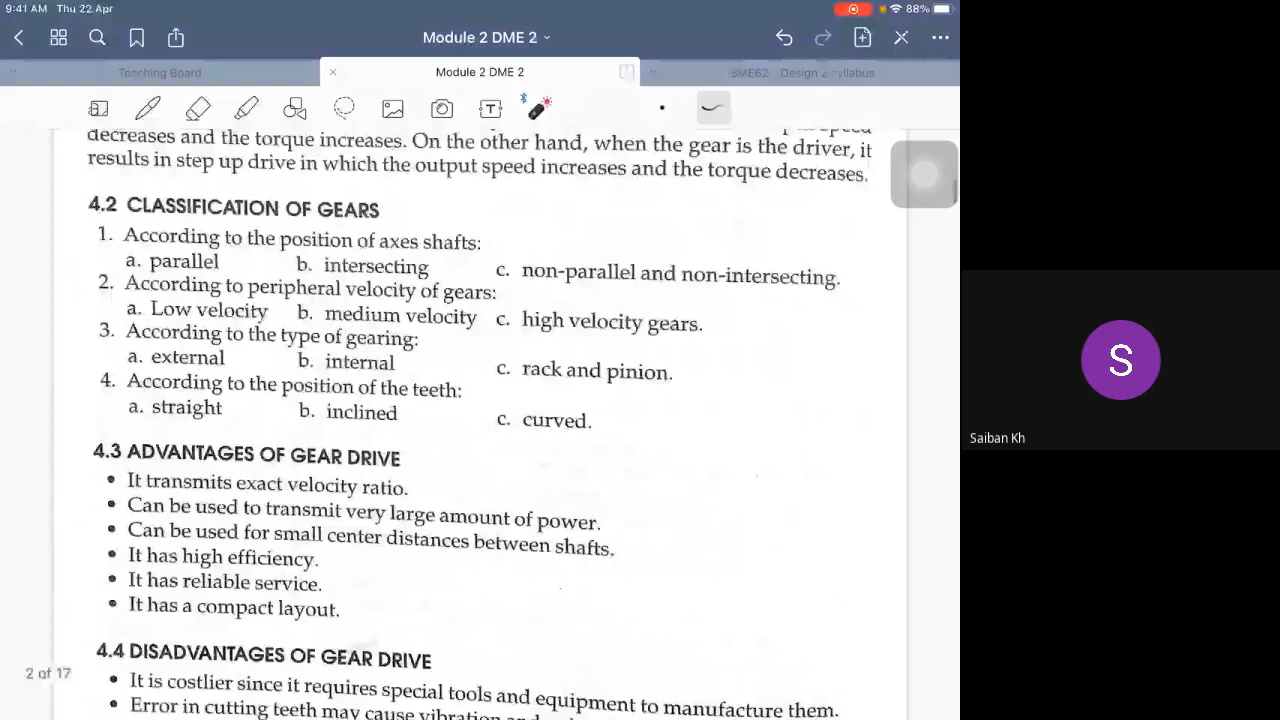 9:41 AM Thu 22 Apr
88%
Module 2 DME 2
Teaching Board
Module 2 DME 2
Design 2 syllabus
T
decreases and the torque increases. On the other hand, when the gear is the driver, it
results in step up drive in which the output speed increases and the torque decreases.
4.2 CLASSIFICATION OF GEARS
1. According to the position of axes shafts:
a. parallel b. intersecting c. non-parallel and non-intersecting.
2. According to peripheral velocity of gears:
a. Low velocity b. medium velocity c. high velocity gears.
3. According to the type of gearing:
a. external b. internal c. rack and pinion.
4. According to the position of the teeth:
a. straight b. inclined c. curved.
4.3 ADVANTAGES OF GEAR DRIVE
• It transmits exact velocity ratio.
• Can be used to transmit very large amount of power.
• Can be used for small center distances between shafts.
• It has high efficiency.
• It has reliable service.
• It has a compact layout.
4.4 DISADVANTAGES OF GEAR DRIVE
2 of 17
• It is costlier since it requires special tools and equipment to manufacture them.
• Error in cutting teeth may cause vibration
S
Saiban Kh